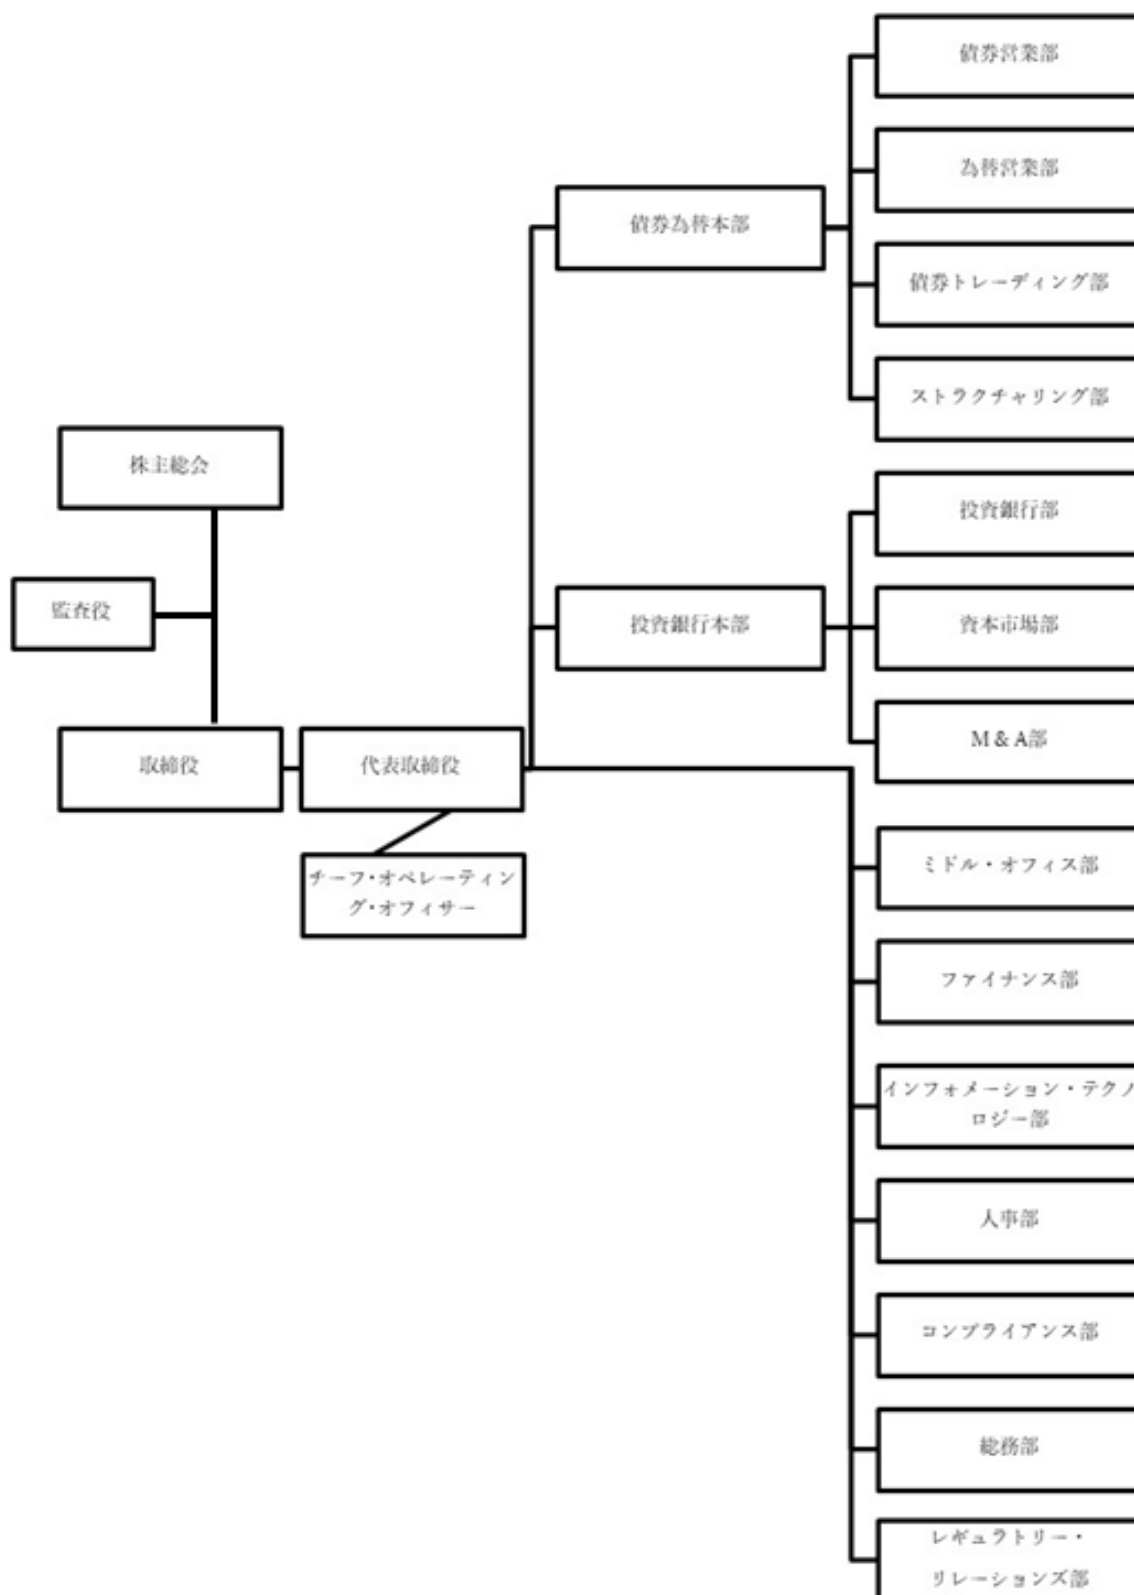 債券営業部
為替営業部
債券為替本部
債券トレーディング部
ストラクチャリング部
株主総会
投資銀行部
監査役
投資銀行本部
資本市場部
M & A部
取締役
代表取締役
チーフ・オペレーティン
グ・オフィサー
ミドル・オフィス部
ファイナンス部
インフォメーション・テクノ
ロジー部
人事部
コンプライアンス部
総務部
レギュラトリー・
リレーションズ部